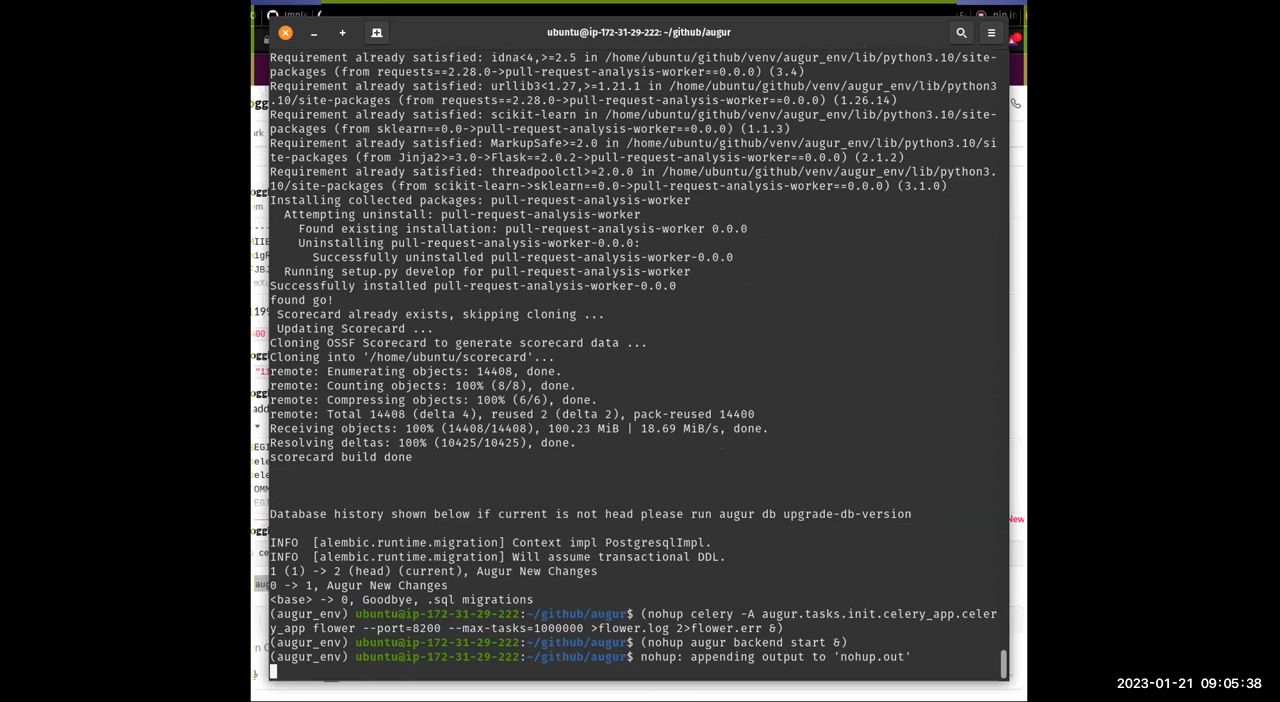 ubuntu@ip-172-31-29-222: ~/github/augur
Requirement already satisfied: idna<4,>=2.5 in /home/ubuntu/github/venv/augur_env/lib/python3.10/site-
packages (from requests==2.28.0->pull-request-analysis-worker==0.0.0) (3.4)
Requirement already satisfied: urllib3<1.27,>=1.21.1 in /home/ubuntu/github/venv/augur_env/lib/python3
.10/site-packages (from requests==2.28.0->pull-request-analysis-worker==0.0.0) (1.26.14)
Requirement already satisfied: scikit-learn in /home/ubuntu/github/venv/augur_env/lib/python3.10/site-
packages (from sklearn==0.0->pull-request-analysis-worker==0.0.0) (1.1.3)
Requirement already satisfied: MarkupSafe>=2.0 in /home/ubuntu/github/venv/augur_env/lib/python3.10/si
te-packages (from Jinja2>=3.0->Flask==2.0.2->pull-request-analysis-worker==0.0.0) (2.1.2)
Requirement already satisfied: threadpoolctl>=2.0.0 in /home/ubuntu/github/venv/augur_env/lib/python3.
10/site-packages (from scikit-learn->sklearn==0.0->pull-request-analysis-worker==0.0.0) (3.1.0)
Installing collected packages: pull-request-analysis-worker
  Attempting uninstall: pull-request-analysis-worker
    Found existing installation: pull-request-analysis-worker 0.0.0
    Uninstalling pull-request-analysis-worker-0.0.0:
      Successfully uninstalled pull-request-analysis-worker-0.0.0
  Running setup.py develop for pull-request-analysis-worker
Successfully installed pull-request-analysis-worker-0.0.0
found go!
 Scorecard already exists, skipping cloning ...
 Updating Scorecard ...
Cloning OSSF Scorecard to generate scorecard data ...
Cloning into '/home/ubuntu/scorecard'...
remote: Enumerating objects: 14408, done.
remote: Counting objects: 100% (8/8), done.
remote: Compressing objects: 100% (6/6), done.
remote: Total 14408 (delta 4), reused 2 (delta 2), pack-reused 14400
Receiving objects: 100% (14408/14408), 100.23 MiB | 18.69 MiB/s, done.
Resolving deltas: 100% (10425/10425), done.
scorecard build done
Database history shown below if current is not head please run augur db upgrade-db-version
INFO  [alembic.runtime.migration] Context impl PostgresqlImpl.
INFO  [alembic.runtime.migration] Will assume transactional DDL.
1 (1) -> 2 (head) (current), Augur New Changes
0 -> 1, Augur New Changes
<base> -> 0, Goodbye, .sql migrations
(augur_env) ubuntu@ip-172-31-29-222:~/github/augur$ (nohup celery -A augur.tasks.init.celery_app.celer
y_app flower --port=8200 --max-tasks=1000000 >flower.log 2>flower.err &)
(augur_env) ubuntu@ip-172-31-29-222:~/github/augur$ (nohup augur backend start &)
(augur_env) ubuntu@ip-172-31-29-222:~/github/augur$ nohup: appending output to 'nohup.out'
New
2023-01-21 09:05:38